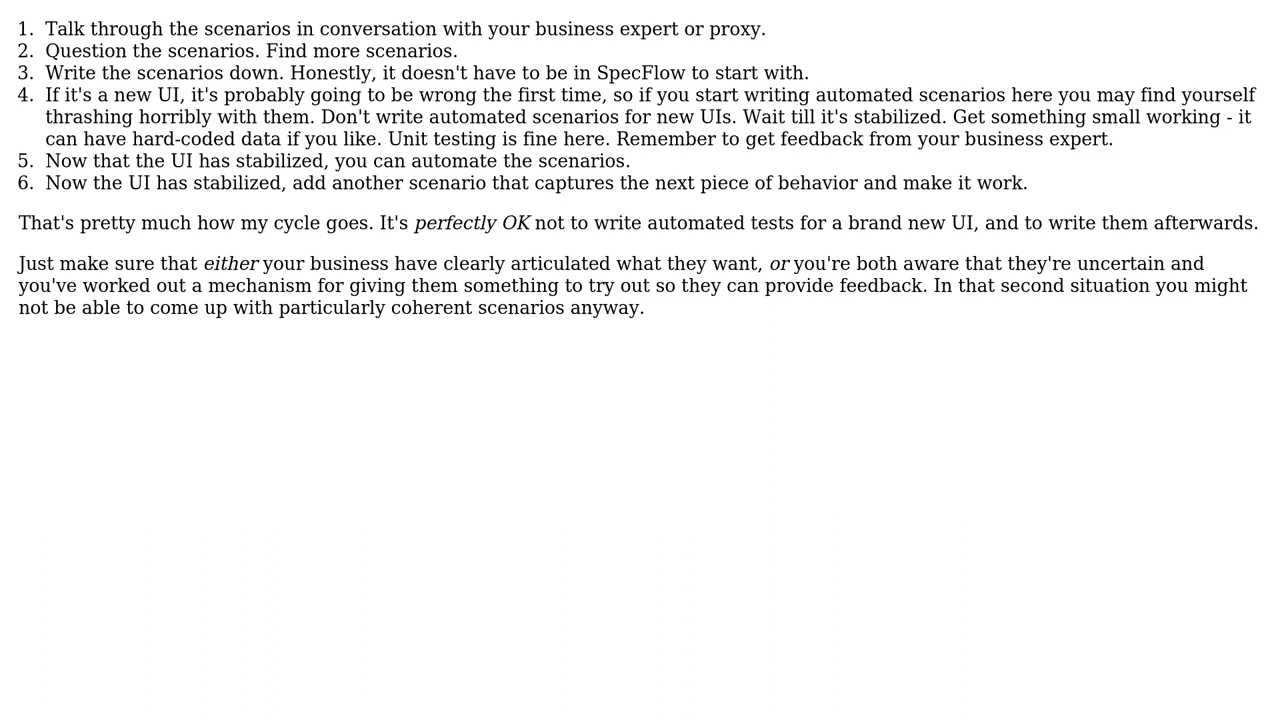 1. Talk through the scenarios in conversation with your business expert or proxy.
2. Question the scenarios. Find more scenarios.
3. Write the scenarios down. Honestly, it doesn't have to be in SpecFlow to start with.
4. If it's a new UI, it's probably going to be wrong the first time, so if you start writing automated scenarios here you may find yourself
thrashing horribly with them. Don't write automated scenarios for new UIs. Wait till it's stabilized. Get something small working - it
can have hard-coded data if you like. Unit testing is fine here. Remember to get feedback from your business expert.
5. Now that the UI has stabilized, you can automate the scenarios.
6. Now the UI has stabilized, add another scenario that captures the next piece of behavior and make it work.
That's pretty much how my cycle goes. It's perfectly OK not to write automated tests for a brand new UI, and to write them afterwards.
Just make sure that either your business have clearly articulated what they want, or you're both aware that they're uncertain and
you've worked out a mechanism for giving them something to try out so they can provide feedback. In that second situation you might
not be able to come up with particularly coherent scenarios anyway.